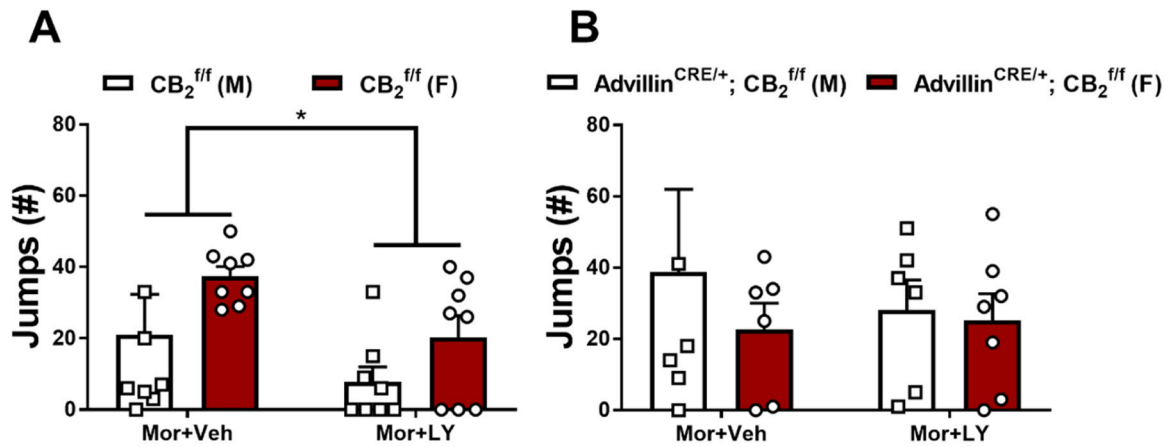 A
CB2f/f (M) CB2f/f (F)
Jumps (#)
80
60
40
20
0
*
Mor+Veh Mor+LY
B
AdvillinCRE/+; CB2f/f (M) AdvillinCRE/+; CB2f/f (F)
Jumps (#)
80
60
40
20
0
Mor+Veh Mor+LY